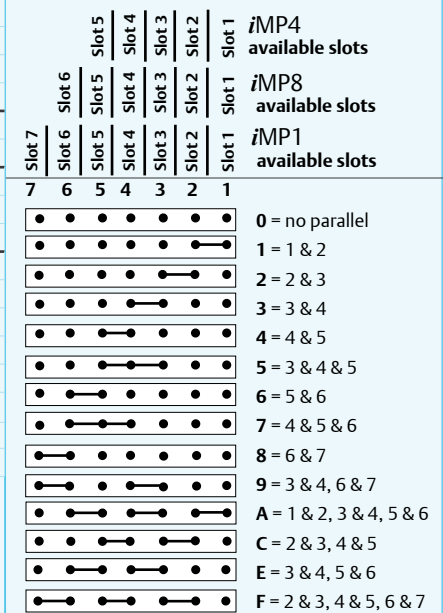 Slot 5 Slot 4 Slot 3 Slot 2 Slot 1 iMP4
available slots
Slot 6 Slot 5 Slot 4 Slot 3 Slot 2 Slot 1 iMP8
available slots
Slot 7 Slot 6 Slot 5 Slot 4 Slot 3 Slot 2 Slot 1 iMP1
available slots
7 6 5 4 3 2 1
0 = no parallel
1 = 1 & 2
2 = 2 & 3
3 = 3 & 4
4 = 4 & 5
5 = 3 & 4 & 5
6 = 5 & 6
7 = 4 & 5 & 6
8 = 6 & 7
9 = 3 & 4, 6 & 7
A = 1 & 2, 3 & 4, 5 & 6
C = 2 & 3, 4 & 5
E = 3 & 4, 5 & 6
F = 2 & 3, 4 & 5, 6 & 7